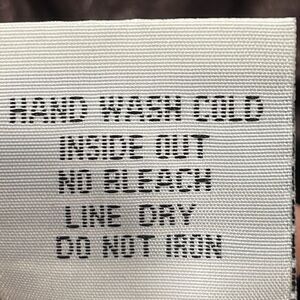 HAND WASH COLD
INSIDE OUT
NO BLEACH
LINE DRY
DO NOT IRON